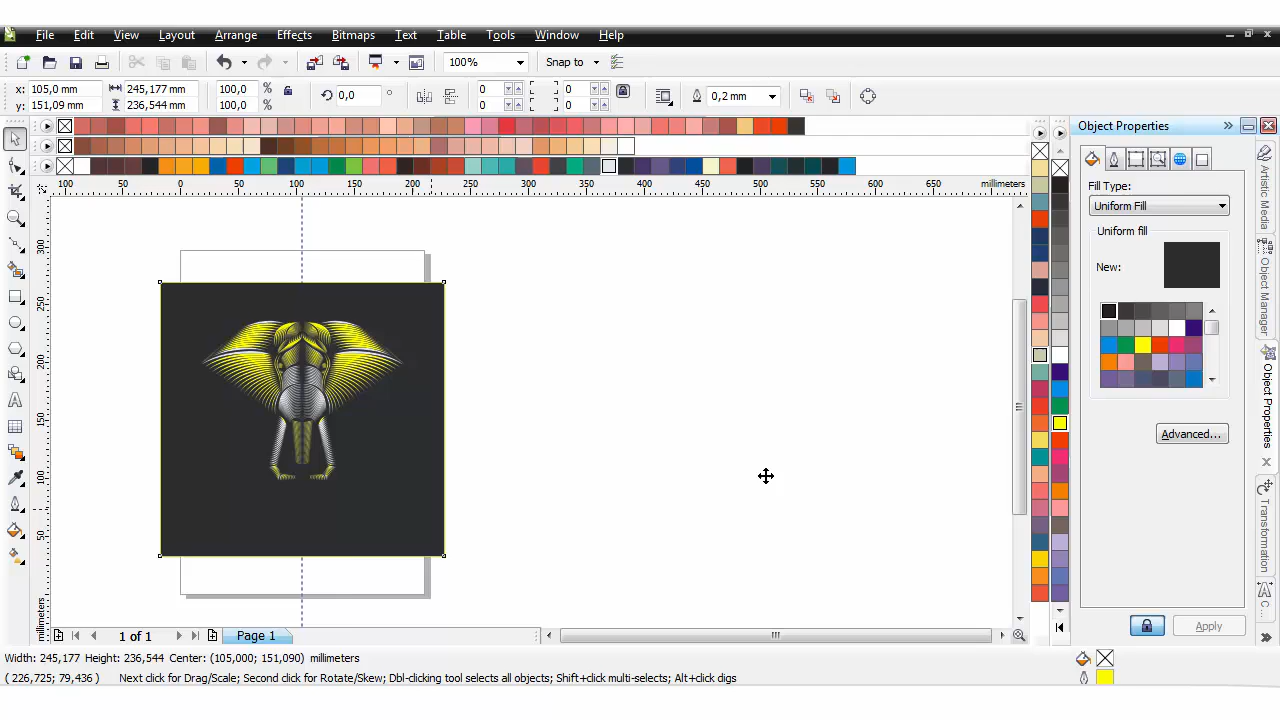 File Edit View Layout Arrange Effects Bitmaps Text Table Tools Window Help
100% Snap to
x: 105,0 mm 245,177 mm 100,0 % 0,0 ° 0 0 0,2 mm
y: 151,09 mm 236,544 mm 100,0 % 0 0
Object Properties
100 50 0 50 100 150 200 250 300 350 400 450 500 550 600 650 millimeters
300
250
200
150
100
50
millimeters
Fill Type:
Uniform Fill
Uniform fill
New:
Advanced...
Apply
Artistic Media
Object Manager
Object Properties
Transformation
C...
1 of 1 Page 1
Width: 245,177 Height: 236,544 Center: (105,000; 151,090) millimeters
( 226,725; 79,436 ) Next click for Drag/Scale; Second click for Rotate/Skew; Dbl-clicking tool selects all objects; Shift+click multi-selects; Alt+click digs